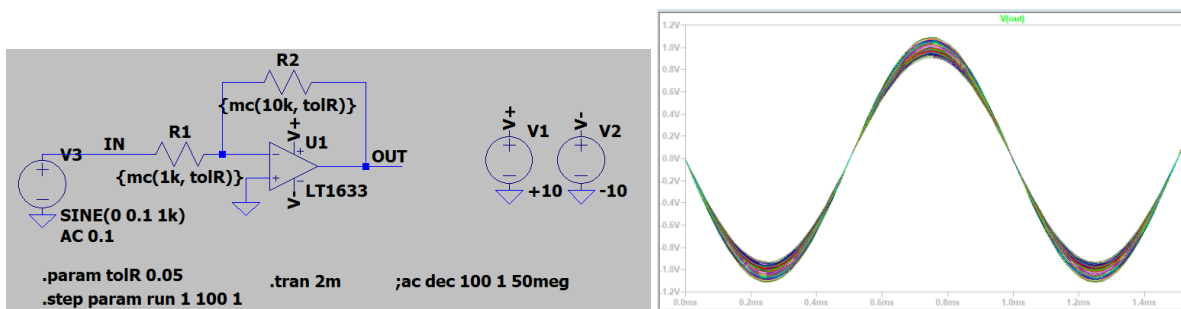 R2
{mc(10k, tolR)}
V+
U1
R1
IN
V3
{mc(1k, tolR)}
OUT
LT1633
V-
SINE(0 0.1 1k)
AC 0.1
V+
V1
+10
V-
V2
-10
.param tolR 0.05
.step param run 1 100 1
.tran 2m
;ac dec 100 1 50meg
V(out)
1.2V
1.0V
0.8V
0.6V
0.4V
0.2V
0.0V
-0.2V
-0.4V
-0.6V
-0.8V
-1.0V
-1.2V
0.0ms 0.2ms 0.4ms 0.6ms 0.8ms 1.0ms 1.2ms 1.4ms